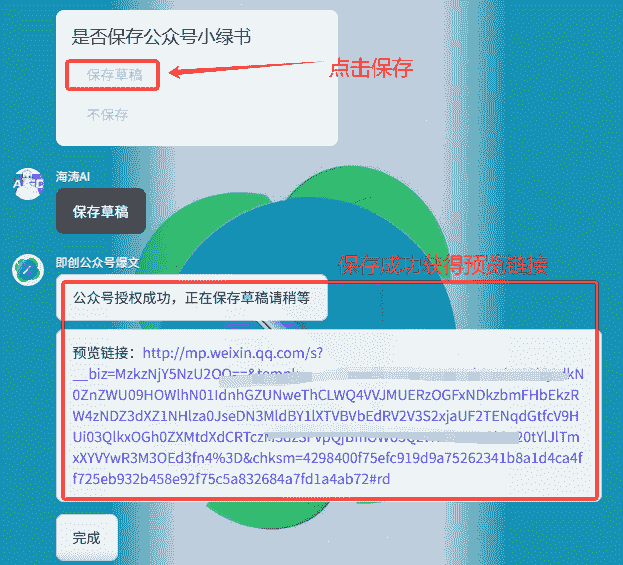 是否保存公众号小绿书
保存草稿
点击保存
不保存
海涛AI
保存草稿
即创公众号爆文
保存成功获得预览链接
公众号授权成功，正在保存草稿请稍等
预览链接：http://mp.weixin.qq.com/s?
__biz=MzkzNjY5NzU2OQ==&temp
0ZnZWU09HOWlhN01IdnhGZUNweThCLWQ4VVJMUERzOGFxNDkzbmFHbEkzR
W4zNDZ3dXZ1NHlza0JseDN3MldBY1lXTVBVbEdRV2V3S2xjaUF2TENqdGtfcV9H
Ui03QlkxOGh0ZXMtdXdCRTcz
xXYVYwR3M3OEd3fn4%3D&chksm=4298400f75efc919d9a75262341b8a1d4ca4f
f725eb932b458e92f75c5a832684a7fd1a4ab72#rd
完成